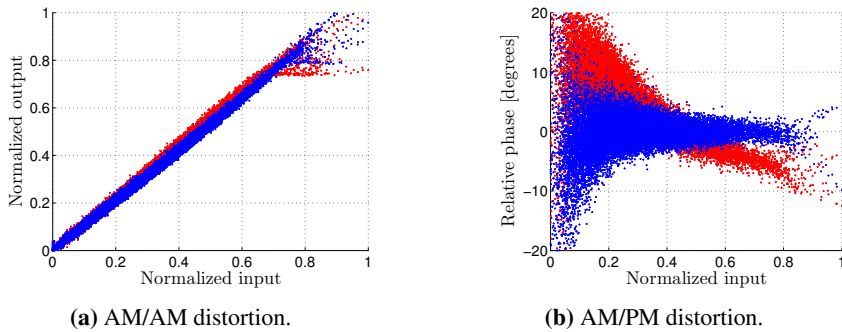 1
0.8
0.6
0.4
0.2
0
0 0.2 0.4 0.6 0.8 1
Normalized output
Normalized input
(a) AM/AM distortion.
20
10
0
−10
−20
0 0.2 0.4 0.6 0.8 1
Relative phase [degrees]
Normalized input
(b) AM/PM distortion.